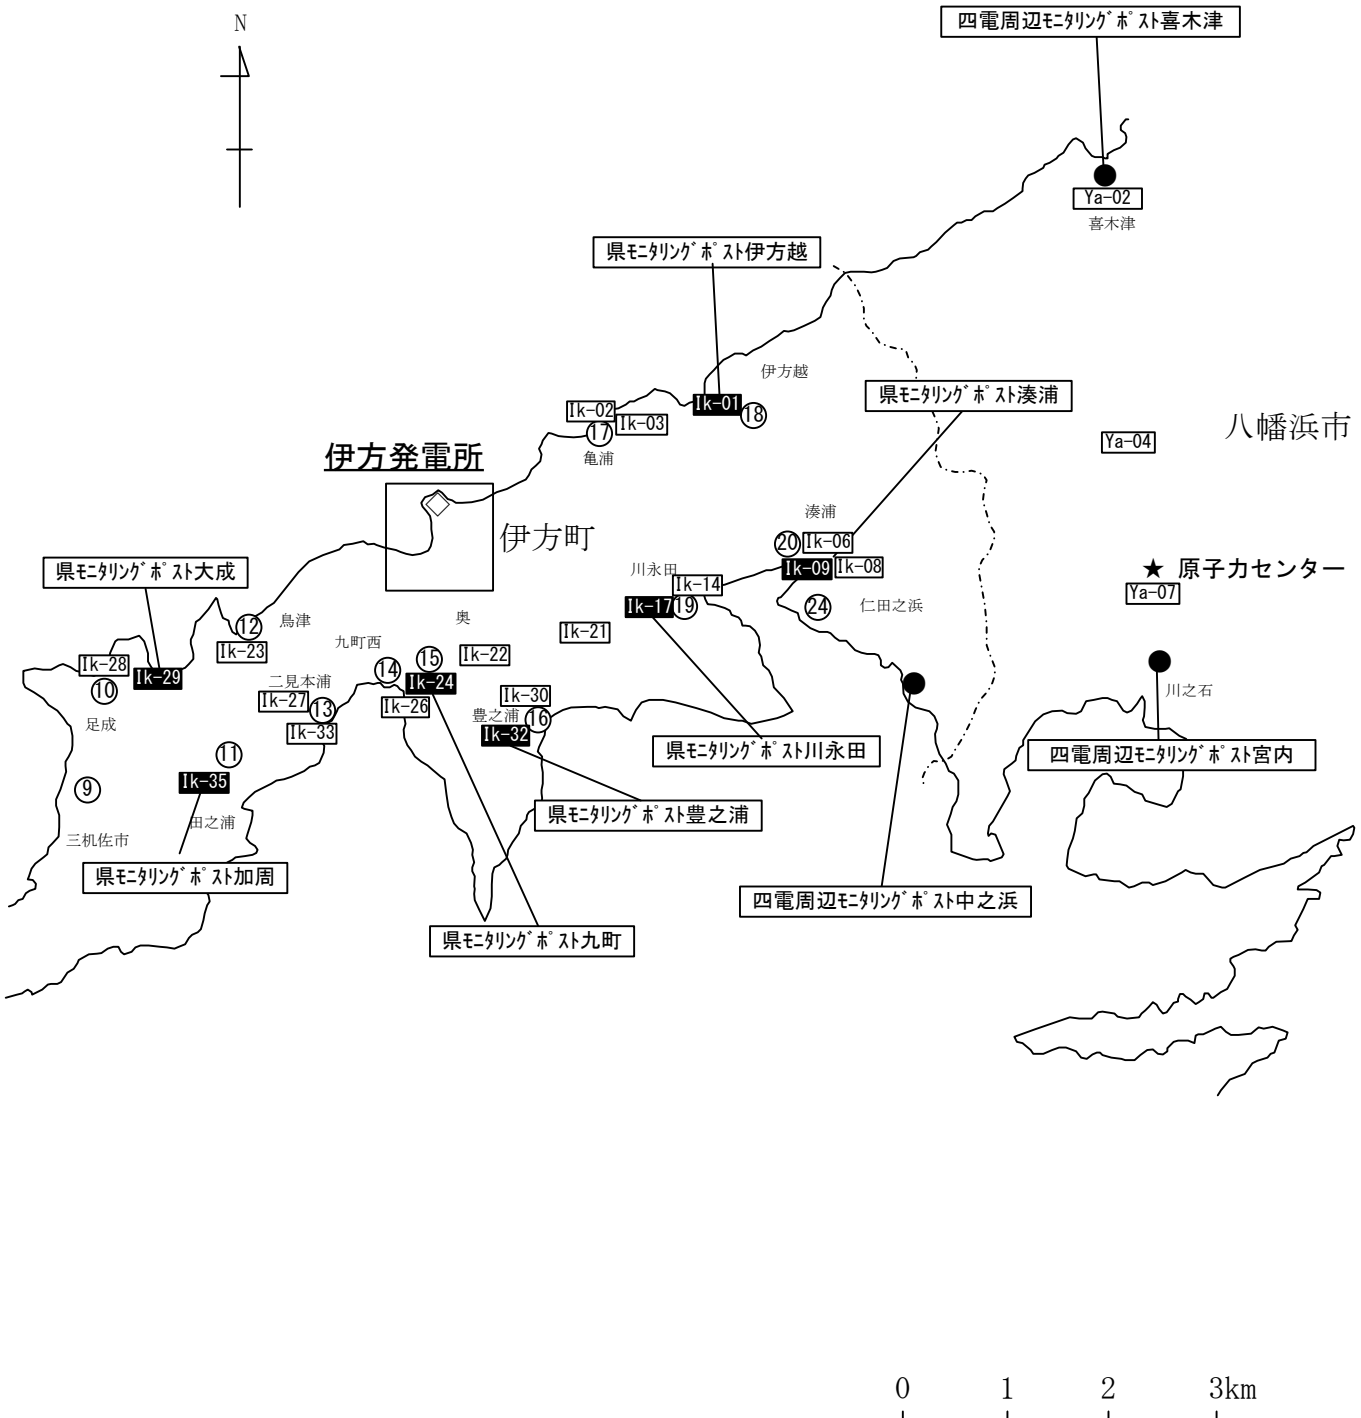 四電周辺ﾓﾆﾀﾘﾝｸﾞﾎﾟｽﾄ喜木津
N
Ya-02
喜木津
県ﾓﾆﾀﾘﾝｸﾞﾎﾟｽﾄ伊方越
伊方越
県ﾓﾆﾀﾘﾝｸﾞﾎﾟｽﾄ湊浦
Ik-01
⑱
Ik-02
Ik-03
⑰
亀浦
八幡浜市
Ya-04
伊方発電所
伊方町
湊浦
⑳
Ik-06
Ik-09
Ik-08
★ 原子力センター
Ya-07
県ﾓﾆﾀﾘﾝｸﾞﾎﾟｽﾄ大成
川永田
Ik-14
Ik-17
⑲
㉔
仁田之浜
⑫
鳥津
Ik-23
奥
Ik-21
九町西
⑮
Ik-22
⑭
Ik-24
Ik-28
Ik-29
⑩
足成
二見本浦
Ik-27
⑬
Ik-33
Ik-26
Ik-30
豊之浦
⑯
Ik-32
川之石
県ﾓﾆﾀﾘﾝｸﾞﾎﾟｽﾄ川永田
四電周辺ﾓﾆﾀﾘﾝｸﾞﾎﾟｽﾄ宮内
⑪
Ik-35
⑨
田之浦
県ﾓﾆﾀﾘﾝｸﾞﾎﾟｽﾄ豊之浦
三机佐市
県ﾓﾆﾀﾘﾝｸﾞﾎﾟｽﾄ加周
四電周辺ﾓﾆﾀﾘﾝｸﾞﾎﾟｽﾄ中之浜
県ﾓﾆﾀﾘﾝｸﾞﾎﾟｽﾄ九町
0 1 2 3km